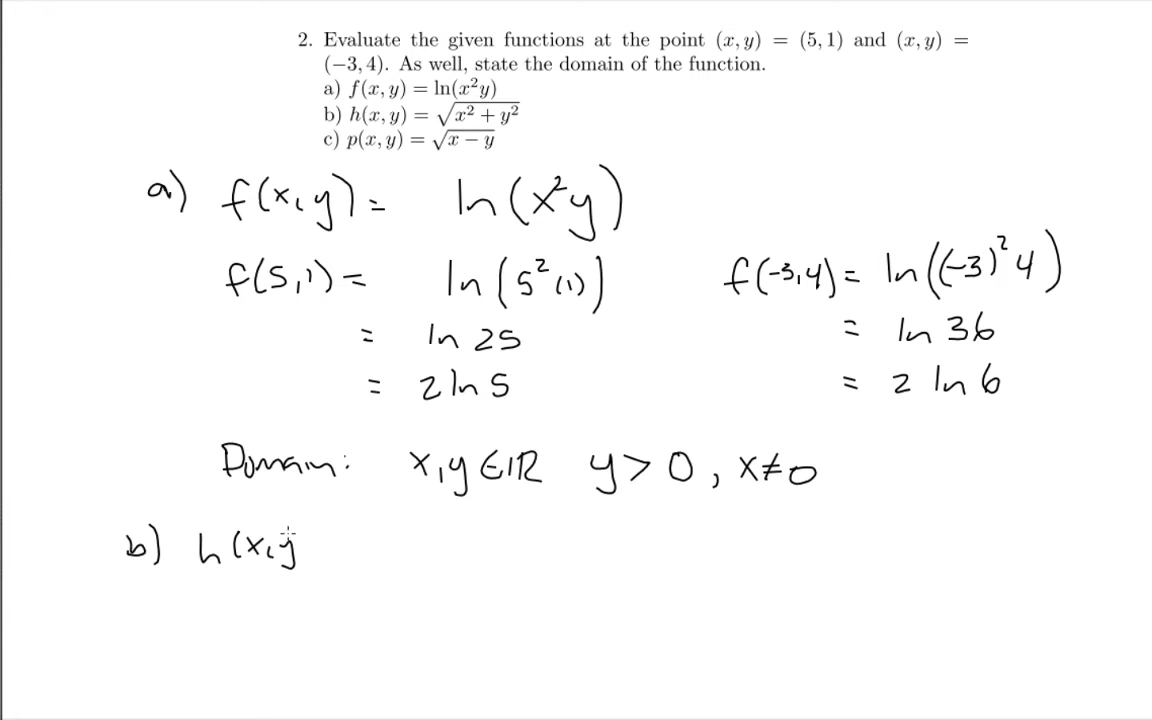 2. Evaluate the given functions at the point (x, y) = (5, 1) and (x, y) =
(−3, 4). As well, state the domain of the function.
a) f(x, y) = ln(x²y)
b) h(x, y) = √(x² + y²)
c) p(x, y) = √(x − y)
a) f(x, y) = ln(x²y)
f(5, 1) = ln(5²(1)) f(-3, 4) = ln((-3)² 4)
= ln 25 = ln 36
= 2 ln 5 = 2 ln 6
Domain: x, y ∈ ℝ y > 0, x ≠ 0
b) h(x, y